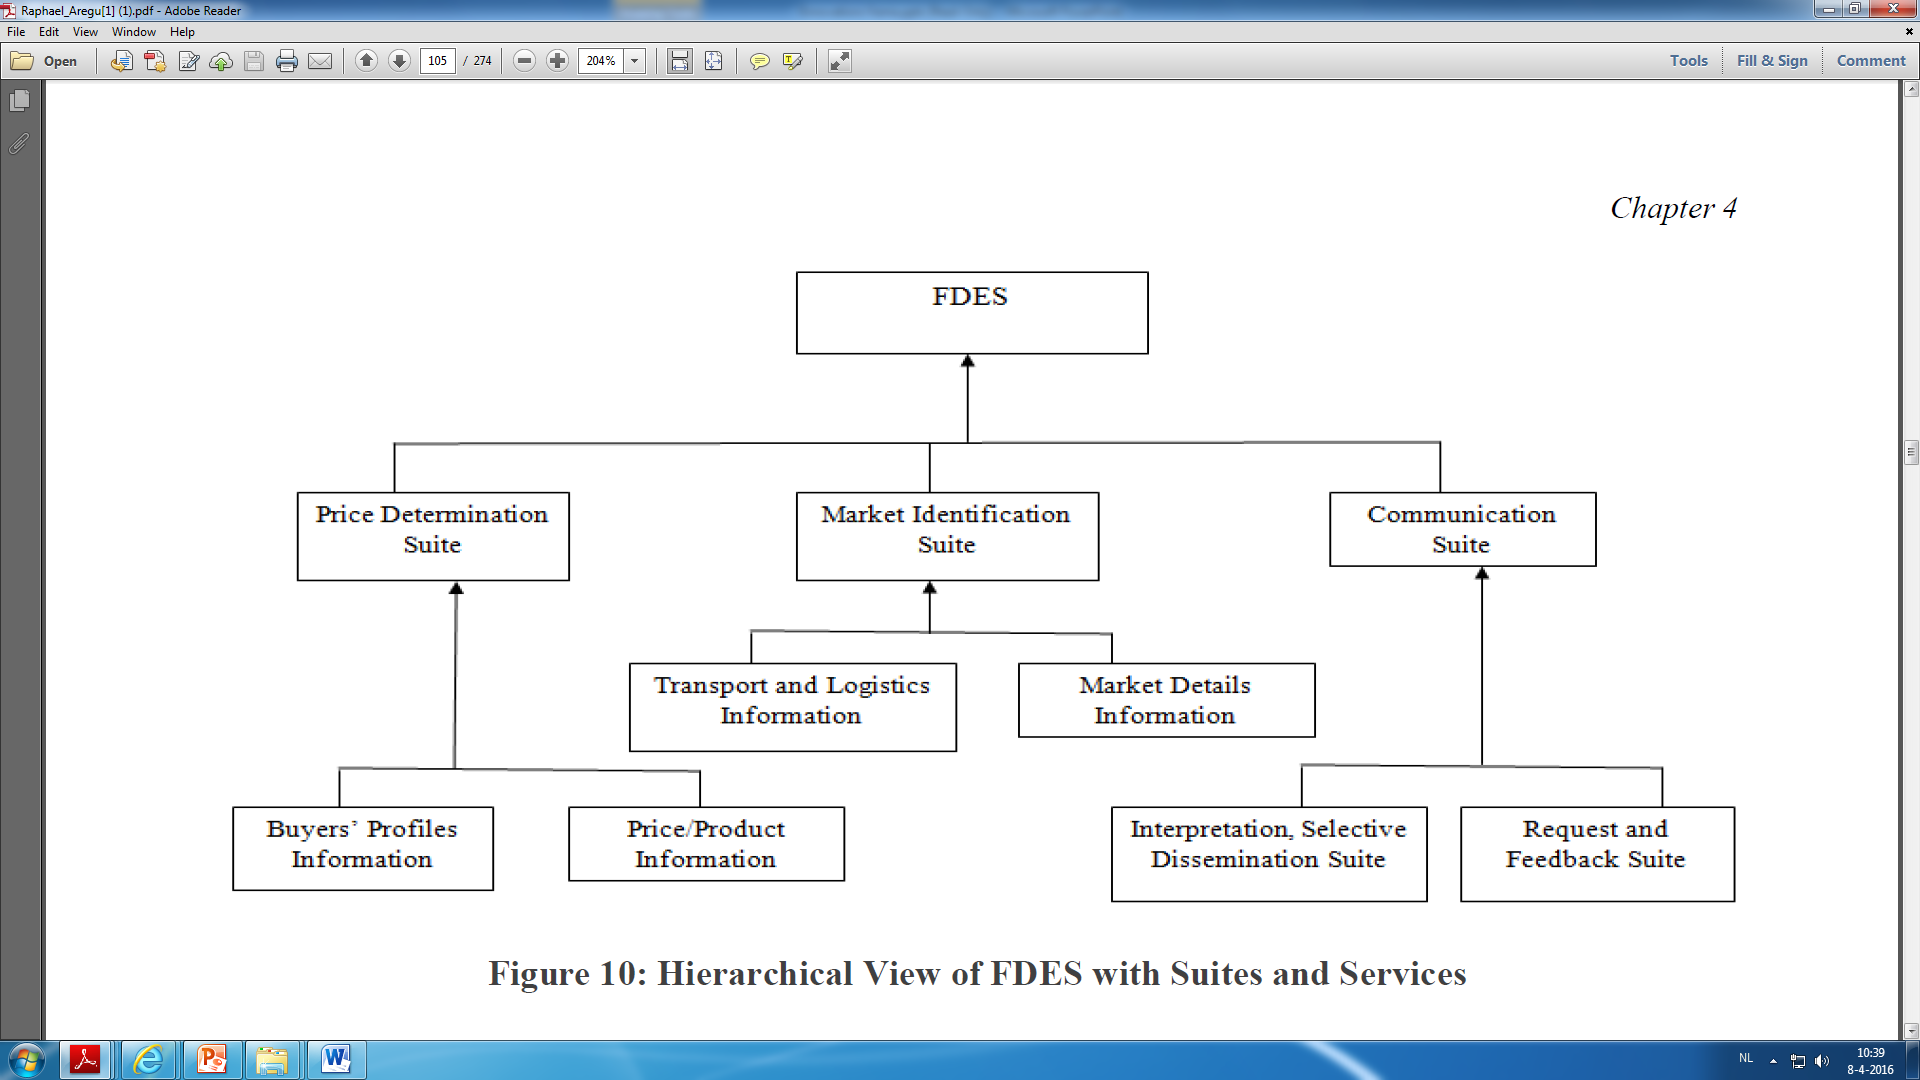 Raphael_Aregu[1] (1).pdf - Adobe Reader
File Edit View Window Help
Open 105 / 274 204% Tools Fill & Sign Comment
Chapter 4
FDES
Price Determination
Suite
Market Identification
Suite
Communication
Suite
Transport and Logistics
Information
Market Details
Information
Buyers’ Profiles
Information
Price/Product
Information
Interpretation, Selective
Dissemination Suite
Request and
Feedback Suite
Figure 10: Hierarchical View of FDES with Suites and Services
NL
10:39
8-4-2016